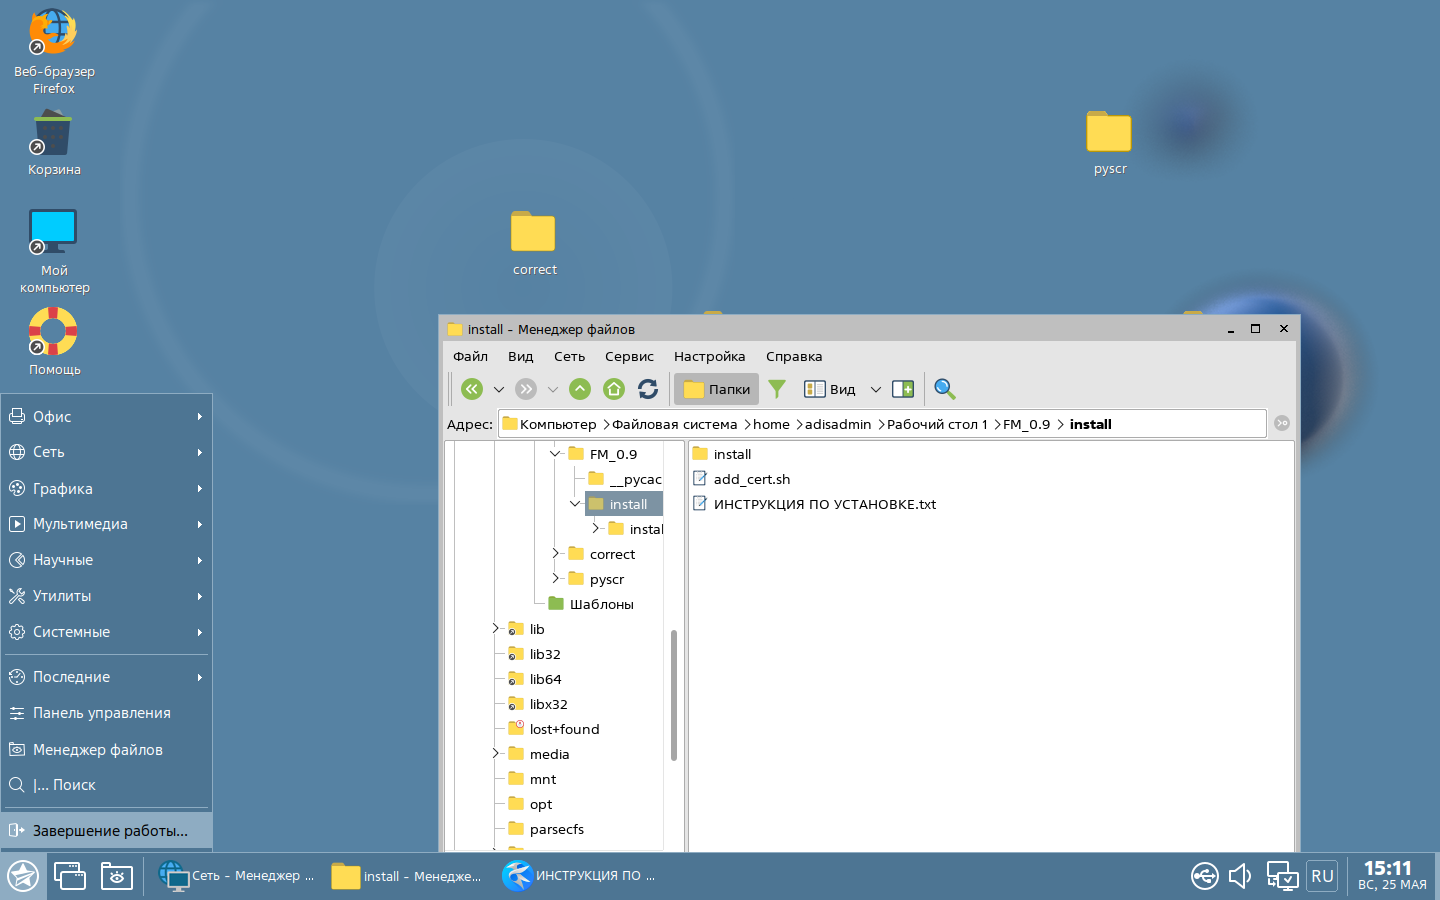 Веб-браузер
Firefox
Корзина
Мой
компьютер
Помощь
correct
pyscr
install - Менеджер файлов
Файл Вид Сеть Сервис Настройка Справка
Папки Вид
Адрес: Компьютер Файловая система home adisadmin Рабочий стол 1 FM_0.9 install
FM_0.9
__pycac
install
instal
correct
pyscr
Шаблоны
lib
lib32
lib64
libx32
lost+found
media
mnt
opt
parsecfs
install
add_cert.sh
ИНСТРУКЦИЯ ПО УСТАНОВКЕ.txt
Офис
Сеть
Графика
Мультимедиа
Научные
Утилиты
Системные
Последние
Панель управления
Менеджер файлов
|... Поиск
Завершение работы...
Сеть - Менеджер ...
install - Менедже...
ИНСТРУКЦИЯ ПО ...
RU
15:11
ВС, 25 МАЯ